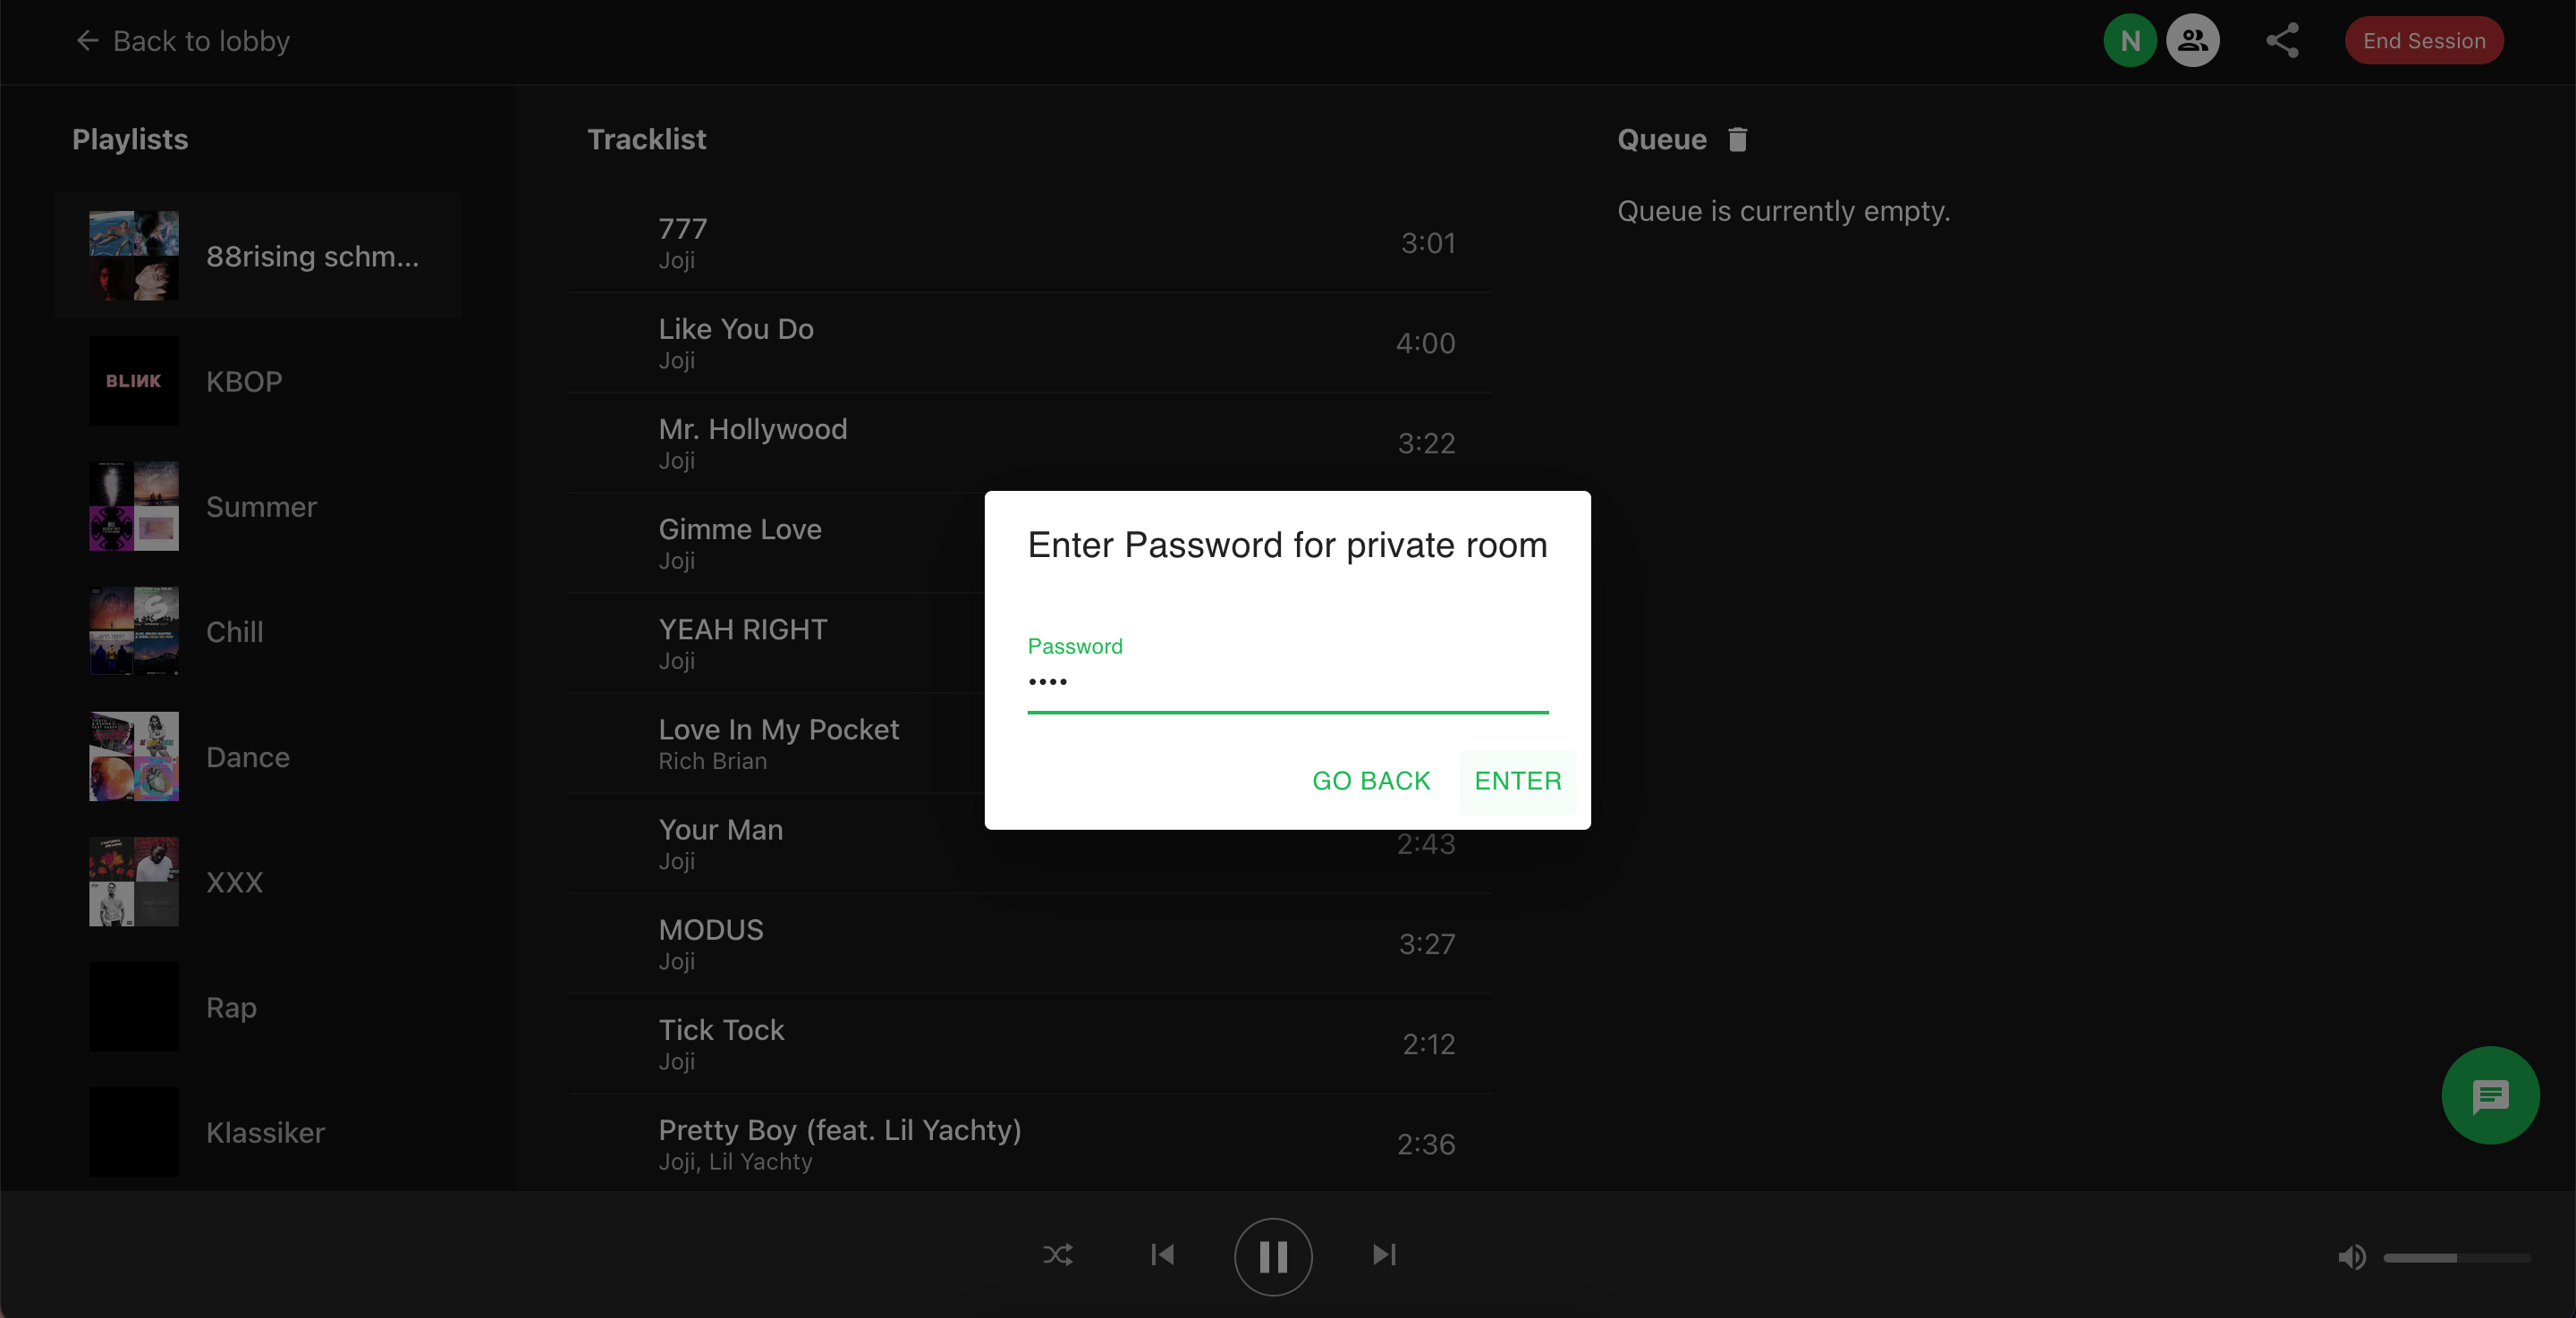 Back to lobby
N
End Session
Playlists
88rising schm...
BLINK
KBOP
Summer
Chill
Dance
XXX
Rap
Klassiker
Tracklist
777
Joji
3:01
Like You Do
Joji
4:00
Mr. Hollywood
Joji
3:22
Gimme Love
Joji
YEAH RIGHT
Joji
Love In My Pocket
Rich Brian
Your Man
Joji
2:43
MODUS
Joji
3:27
Tick Tock
Joji
2:12
Pretty Boy (feat. Lil Yachty)
Joji, Lil Yachty
2:36
Queue
Queue is currently empty.
Enter Password for private room
Password
••••
GO BACK
ENTER